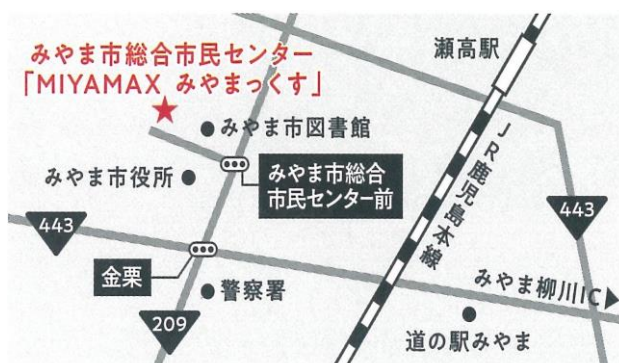 みやま市総合市民センター
「MIYAMAX みやまっくす」
瀬高駅
みやま市図書館
みやま市役所
みやま市総合
市民センター前
JR鹿児島本線
443
443
金栗
警察署
みやま柳川IC
209
道の駅みやま